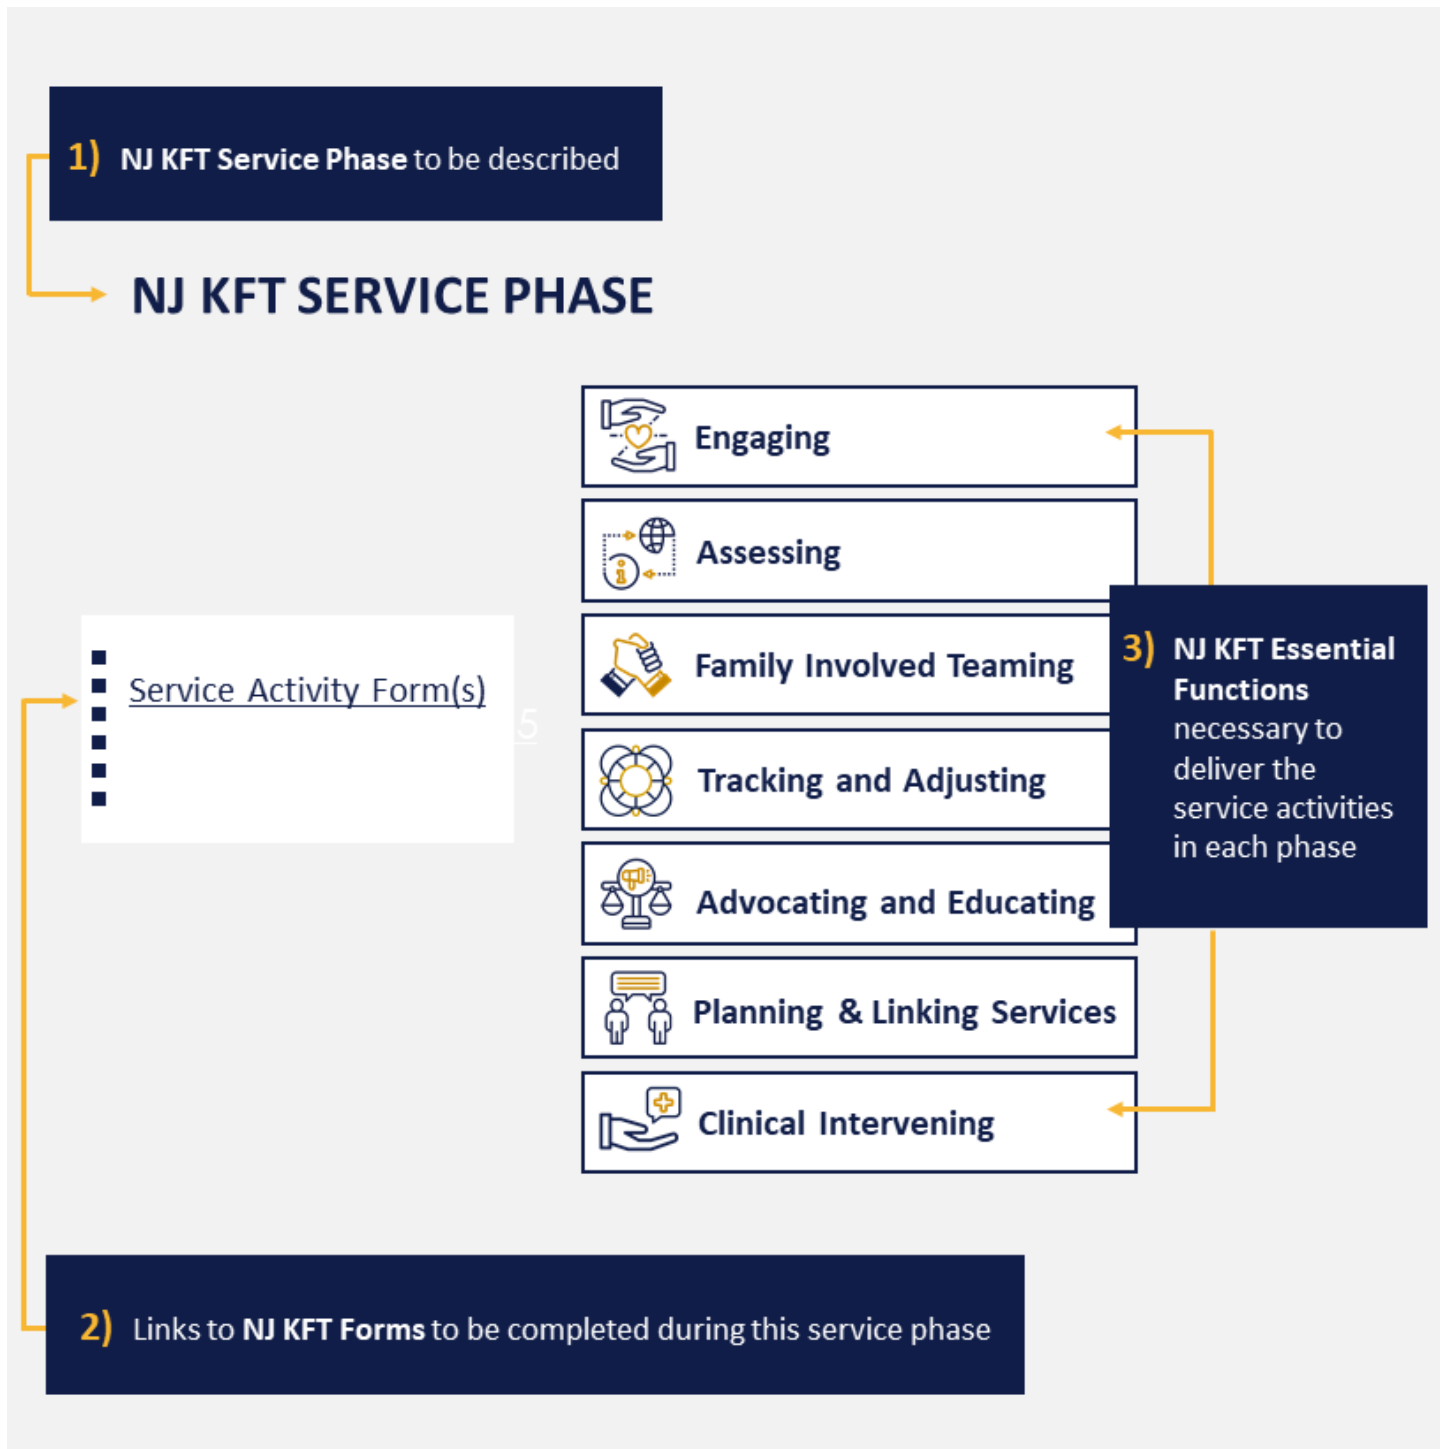 1) NJ KFT Service Phase to be described
NJ KFT SERVICE PHASE
Engaging
Assessing
Family Involved Teaming
Tracking and Adjusting
Advocating and Educating
Planning & Linking Services
Clinical Intervening
Service Activity Form(s)
5
3) NJ KFT Essential
Functions
necessary to
deliver the
service activities
in each phase
2) Links to NJ KFT Forms to be completed during this service phase